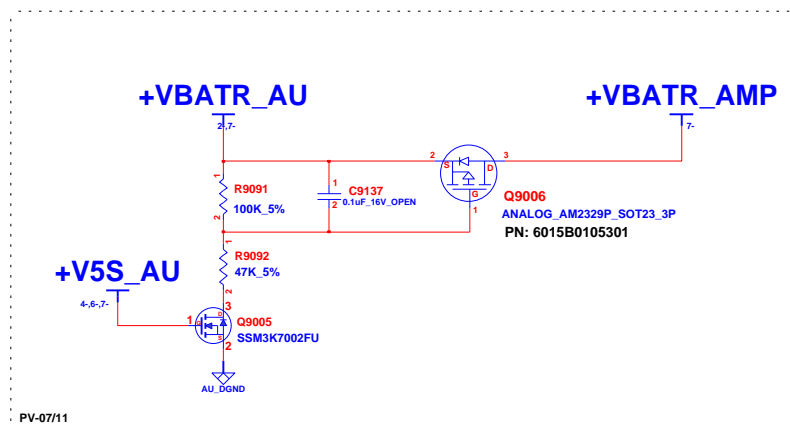 +VBATR_AU
2-,7-
+VBATR_AMP
7-
1
R9091
100K_5%
2
1
C9137
0.1uF_16V_OPEN
2
2
S
D
3
G
1
Q9006
ANALOG_AM2329P_SOT23_3P
PN: 6015B0105301
1
R9092
47K_5%
2
+V5S_AU
4-,6-,7-
3
D
1
G
Q9005
SSM3K7002FU
S
2
AU_DGND
PV-07/11